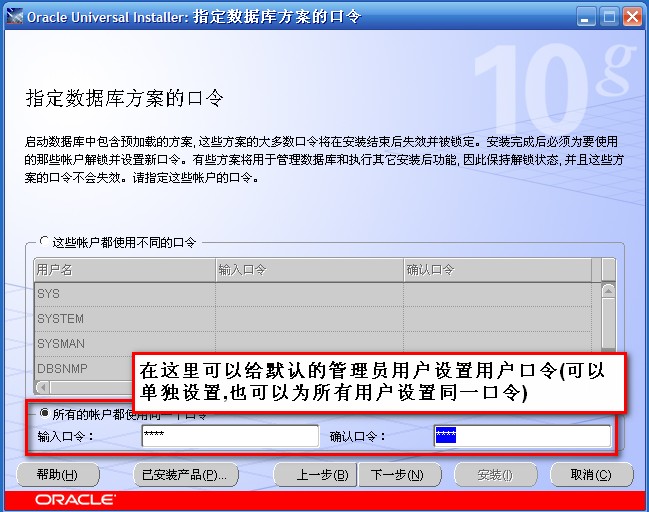 Oracle Universal Installer: 指定数据库方案的口令
10g
指定数据库方案的口令
启动数据库中包含预加载的方案, 这些方案的大多数口令将在安装结束后失效并被锁定。安装完成后必须为要使用
的那些帐户解锁并设置新口令。有些方案将用于管理数据库和执行其它安装后功能, 因此保持解锁状态, 并且这些方
案的口令不会失效。请指定这些帐户的口令。
这些帐户都使用不同的口令
用户名 输入口令 确认口令
SYS
SYSTEM
SYSMAN
DBSNMP
在这里可以给默认的管理员用户设置用户口令(可以
单独设置,也可以为所有用户设置同一口令)
所有的帐户都使用同一个口令
输入口令： **** 确认口令： ****
帮助(H) 已安装产品(P)... 上一步(B) 下一步(N) 安装(I) 取消(C)
ORACLE